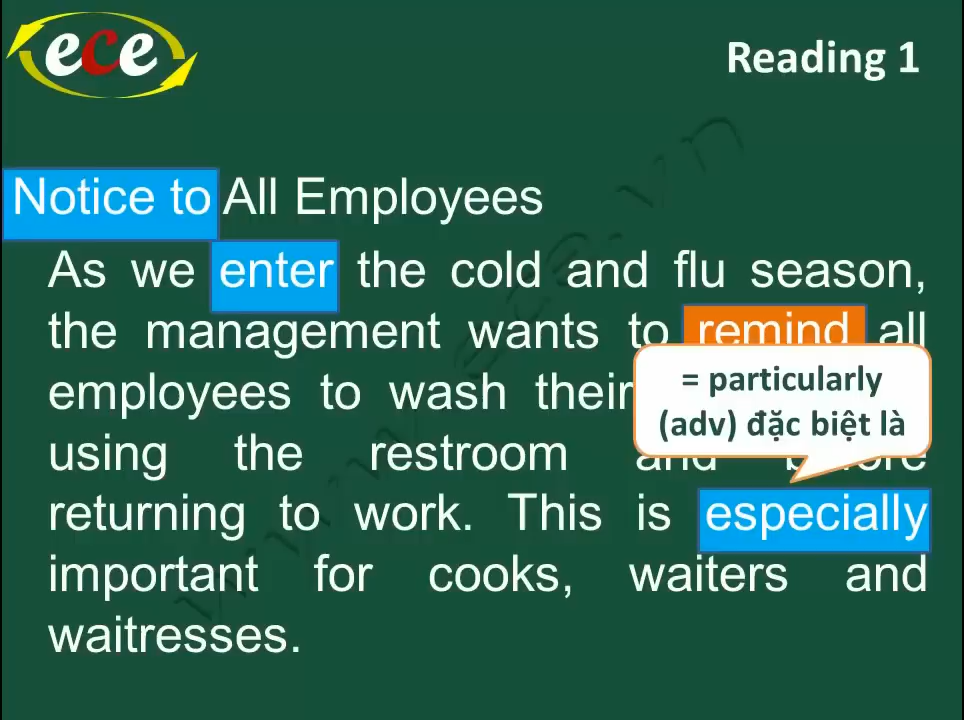 ece
Reading 1
Notice to All Employees
As we enter the cold and flu season,
the management wants to remind all
employees to wash their
= particularly
(adv) đặc biệt là
using the restroom and before
returning to work. This is especially
important for cooks, waiters and
waitresses.